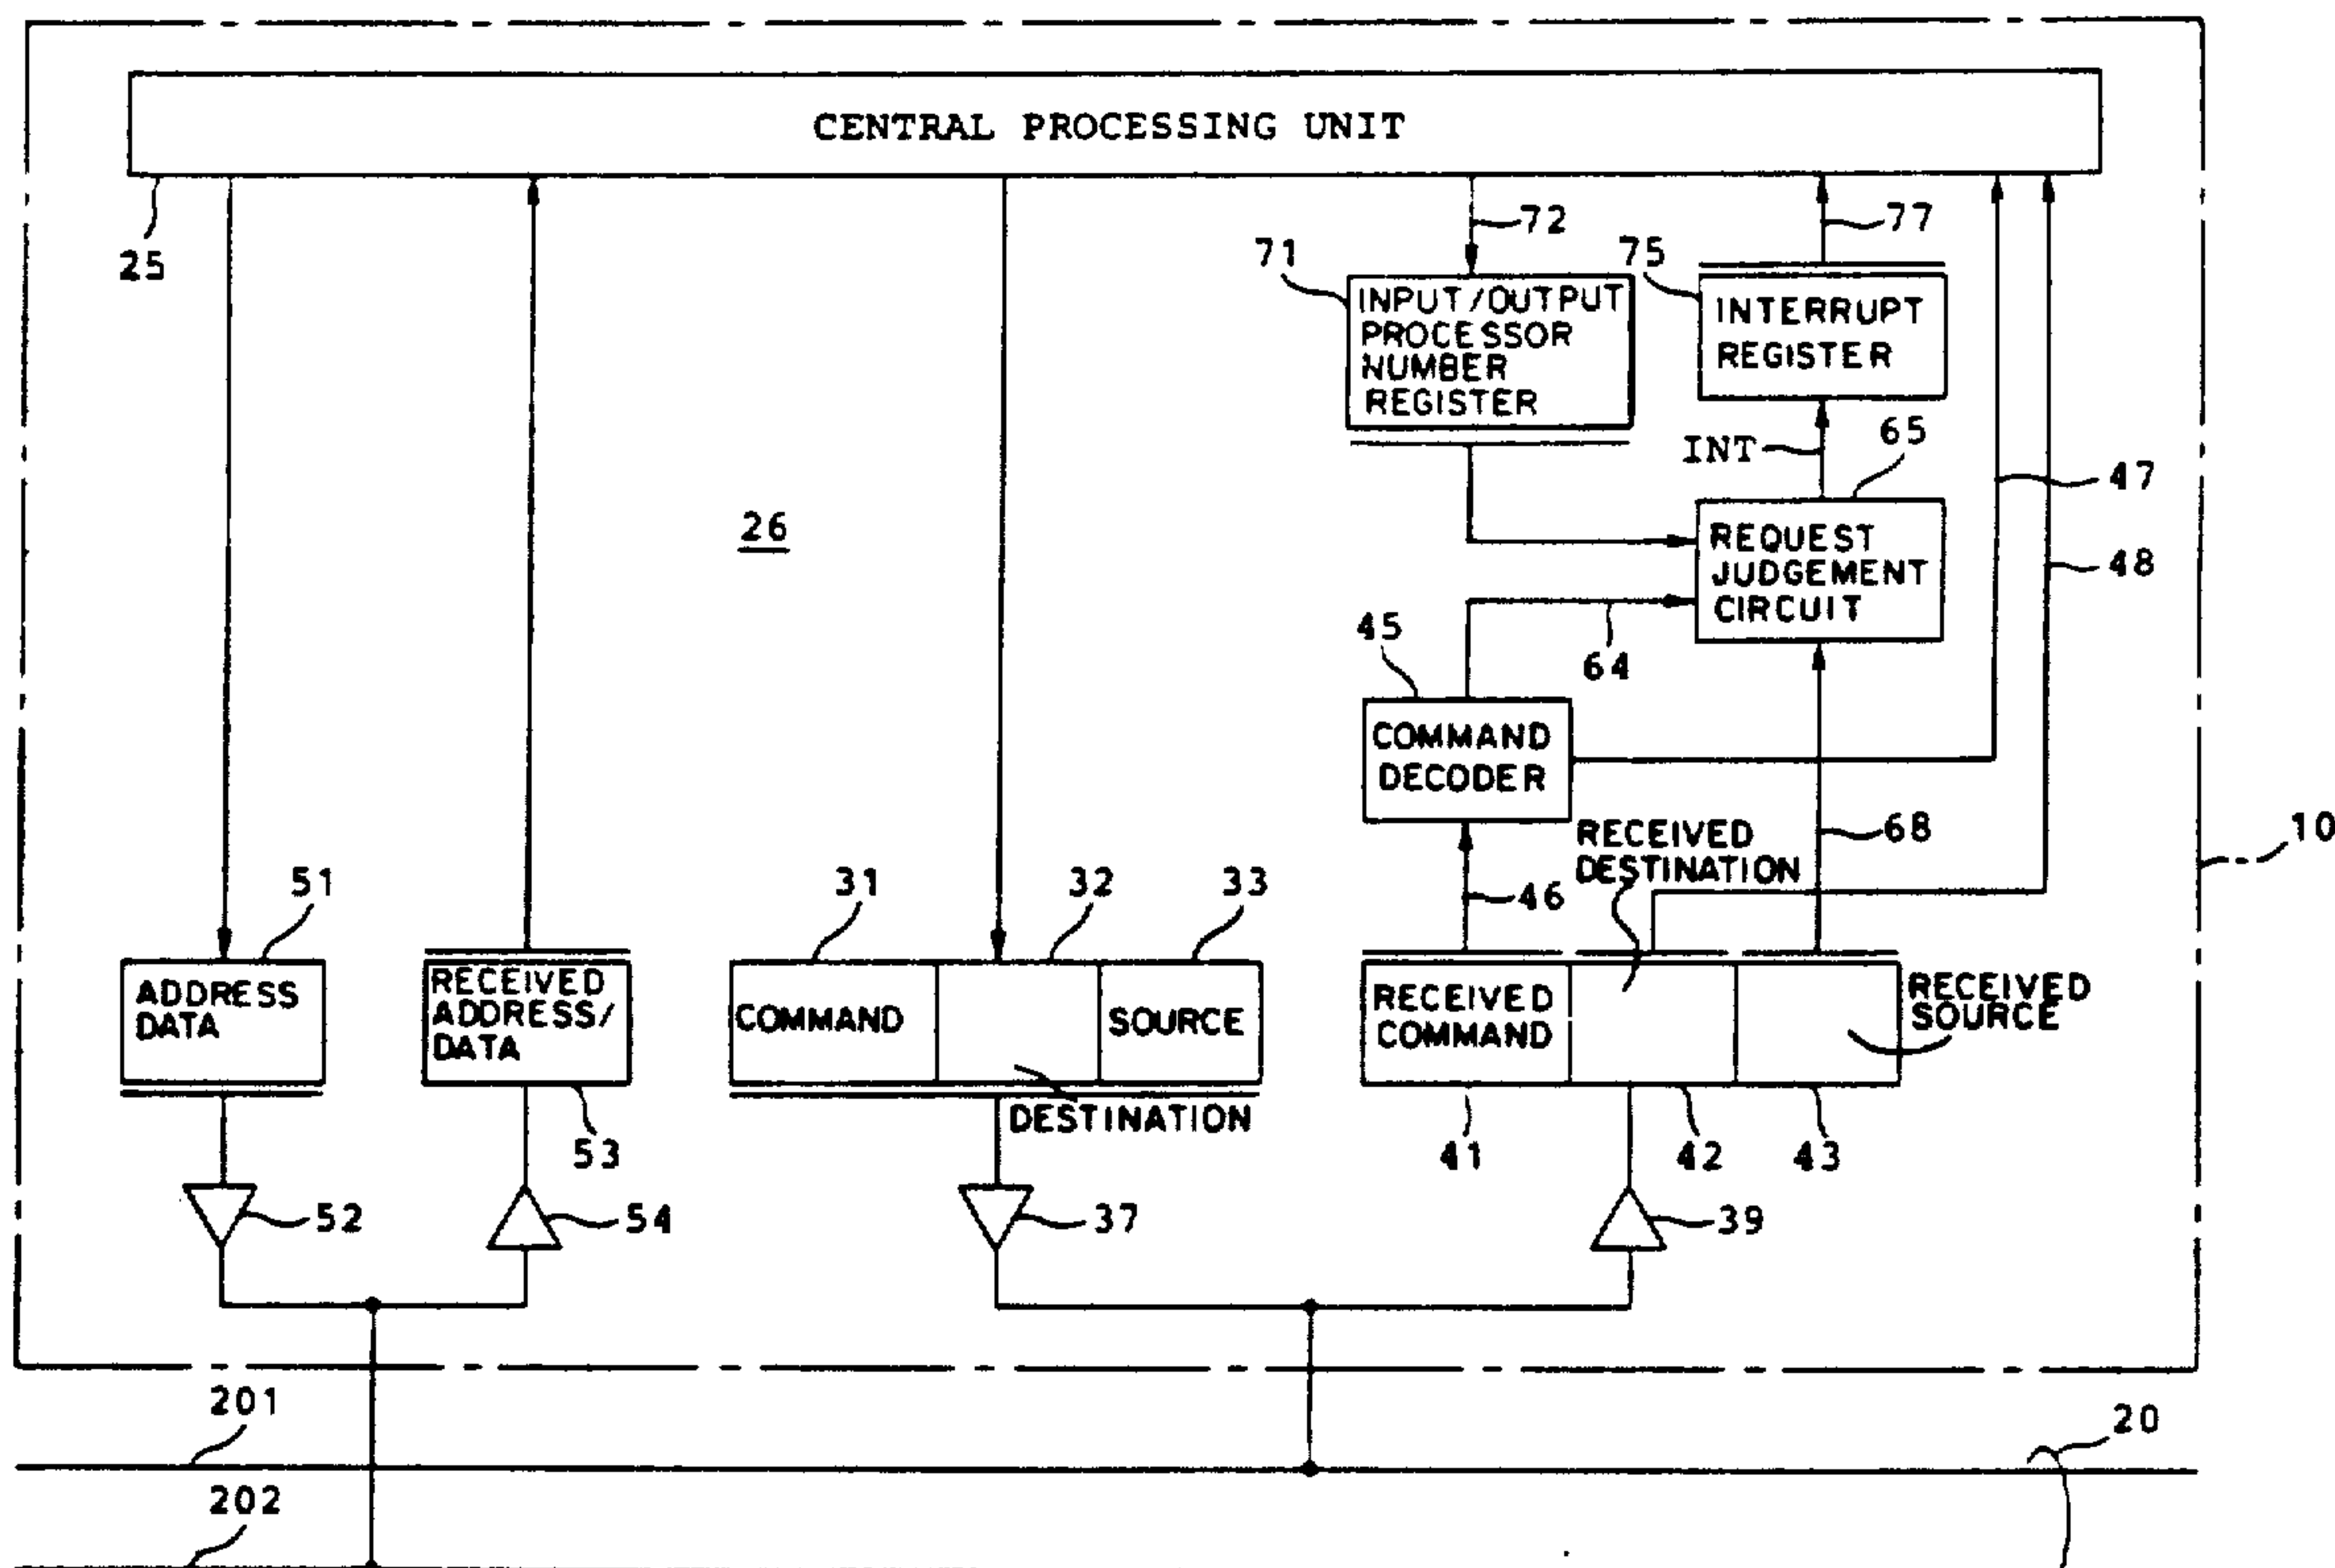 CENTRAL PROCESSING UNIT
25
72
77
71
75
INPUT/OUTPUT
PROCESSOR
NUMBER
REGISTER
INTERRUPT
REGISTER
INT
65
47
26
REQUEST
JUDGEMENT
CIRCUIT
48
45
64
COMMAND
DECODER
RECEIVED
DESTINATION
68
10
51
31
32
33
46
ADDRESS
DATA
RECEIVED
ADDRESS/
DATA
COMMAND
SOURCE
RECEIVED
COMMAND
RECEIVED
SOURCE
DESTINATION
53
41
42
43
52
54
37
39
201
20
202